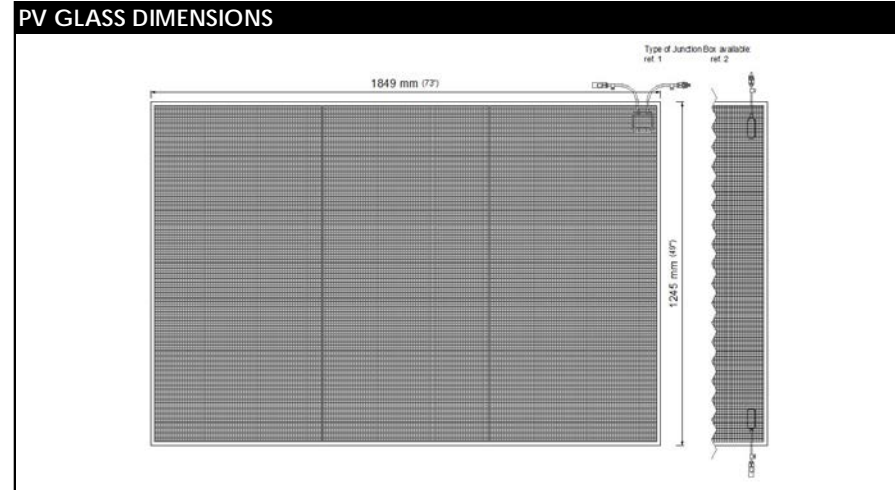 PV GLASS DIMENSIONS
Type of Junction Box available:
ref. 1 ref. 2
1849 mm (73")
1245 mm (49")